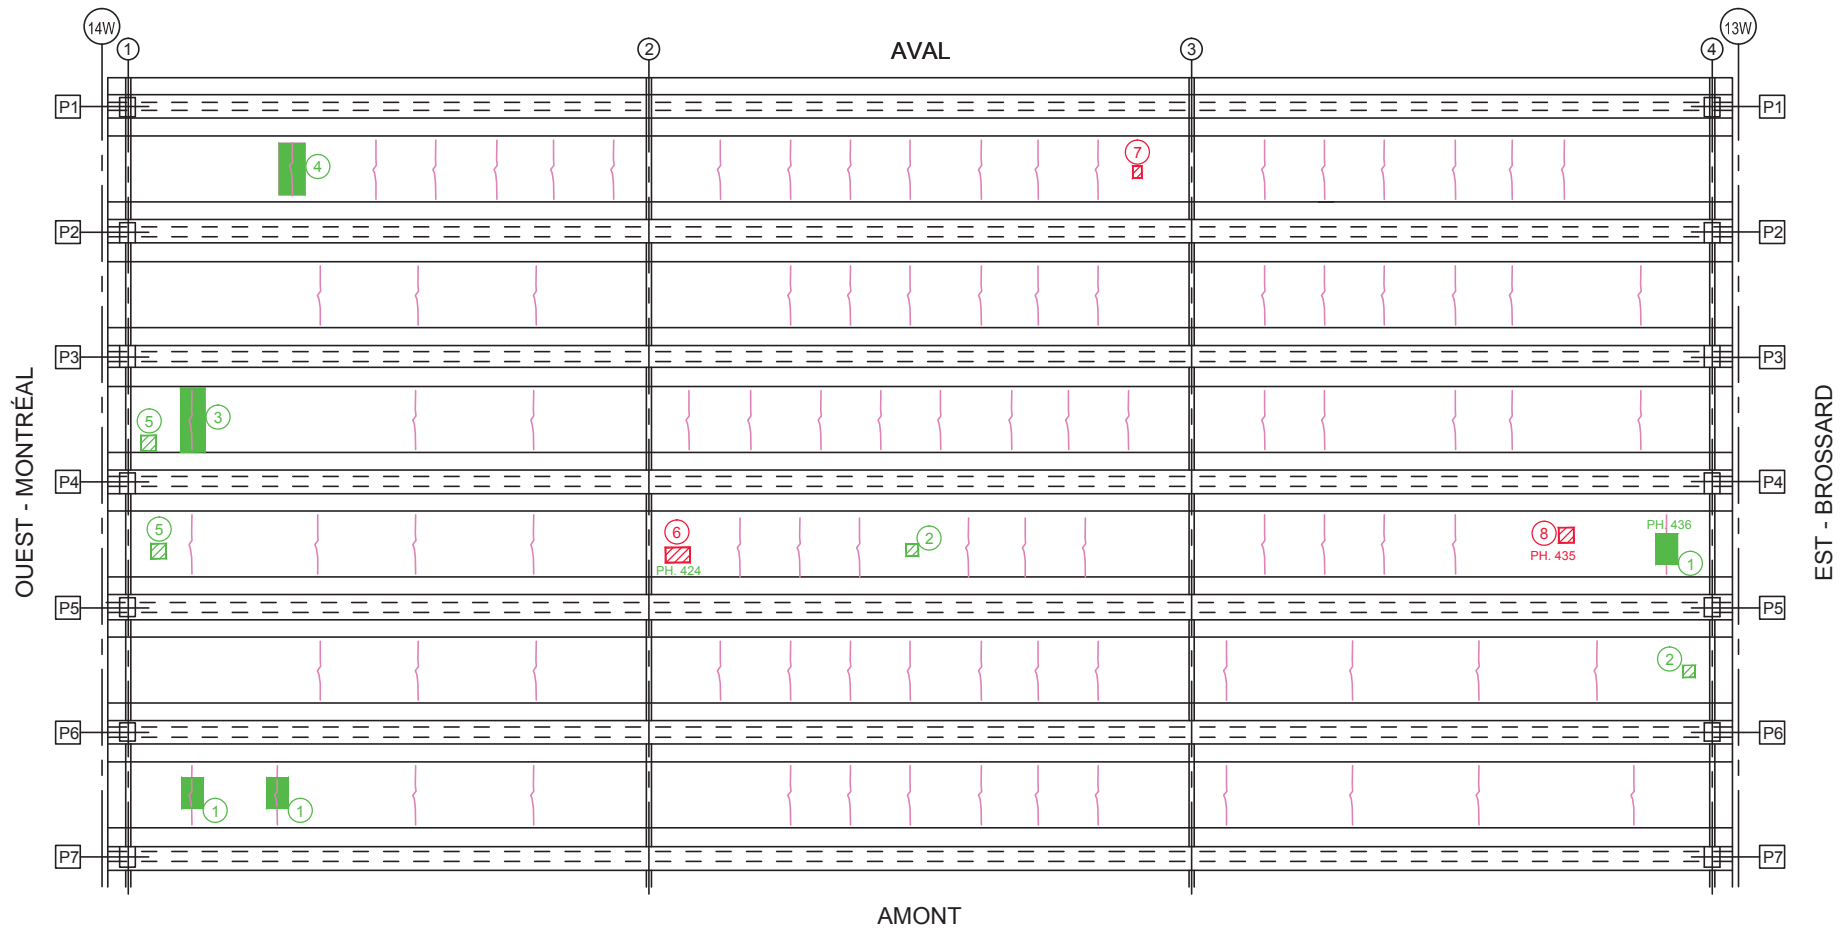 14W
13W
1
2
AVAL
3
4
P1
P1
4
7
P2
P2
P3
P3
OUEST - MONTRÉAL
EST - BROSSARD
5
3
P4
P4
5
6
PH. 424
2
8
PH. 435
PH. 436
1
P5
P5
2
P6
P6
1
1
P7
P7
AMONT